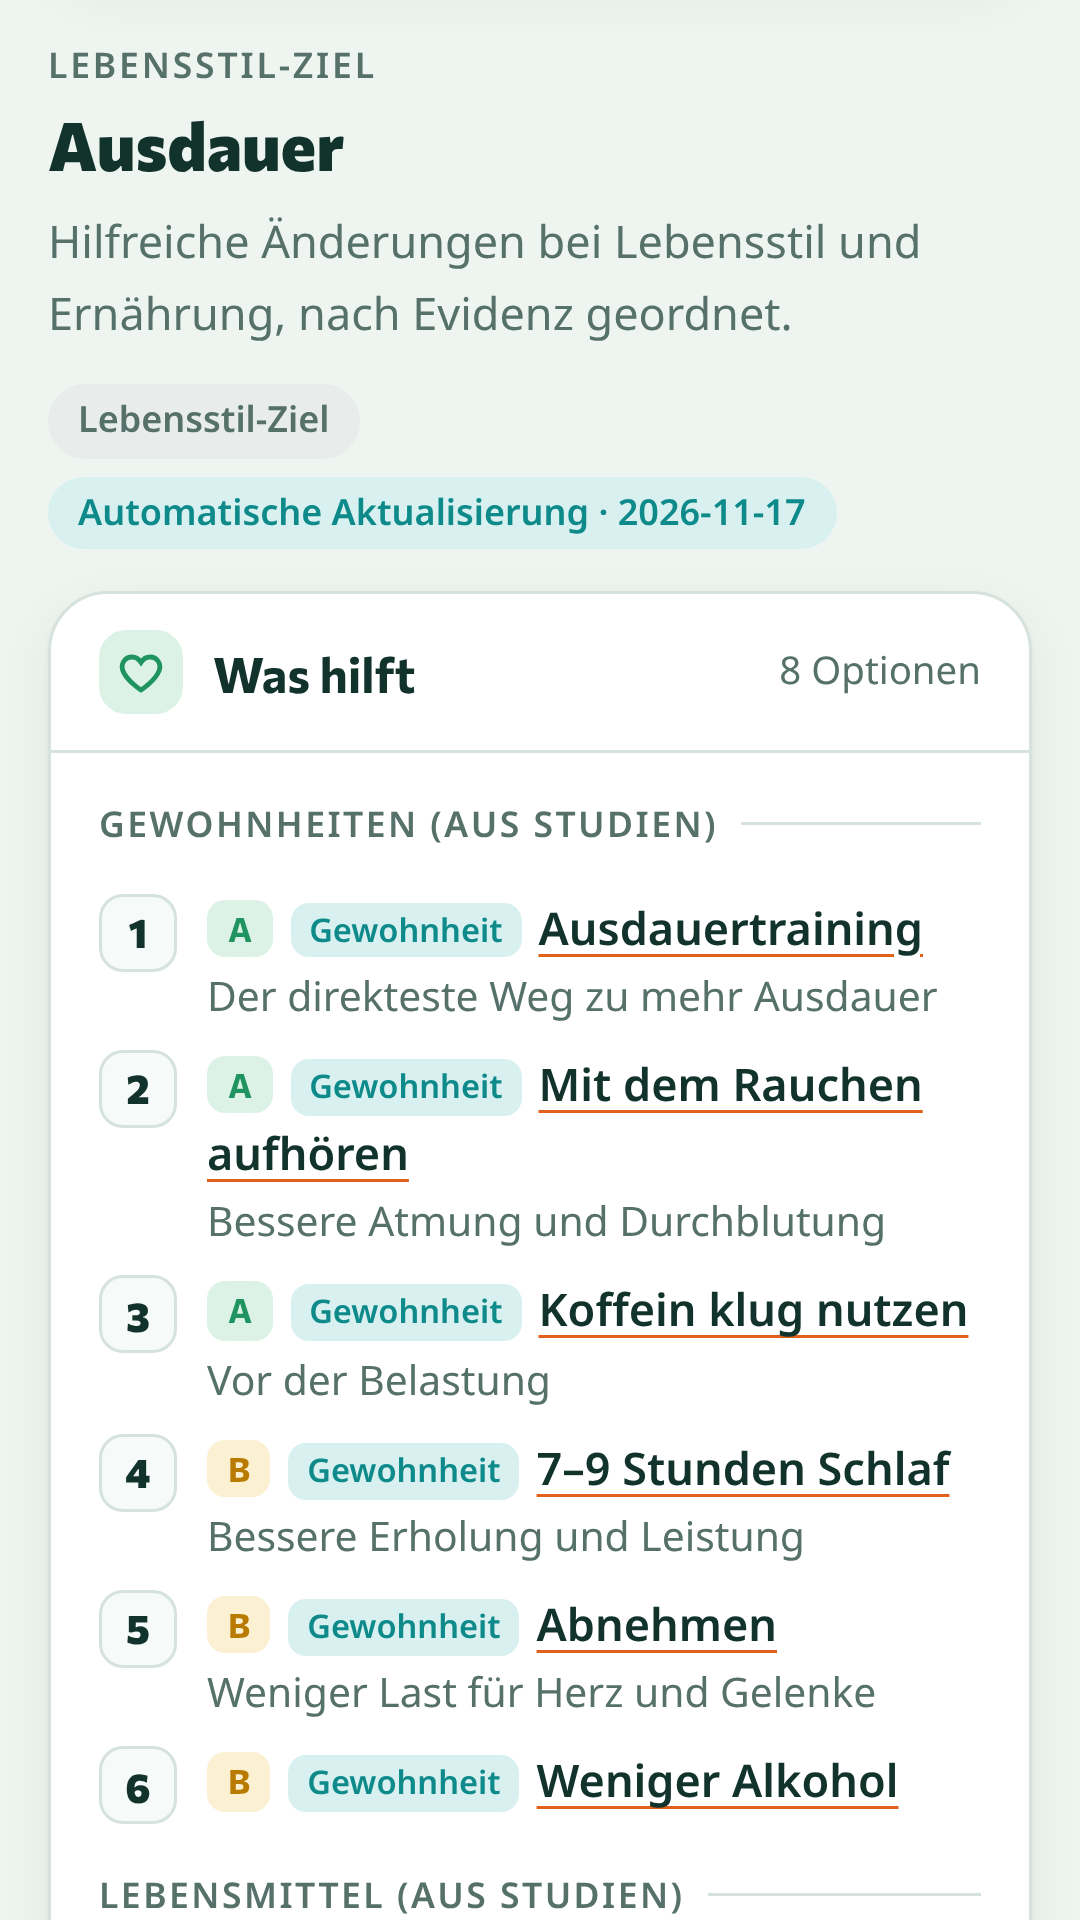 LEBENSSTIL-ZIEL
Ausdauer
Hilfreiche Änderungen bei Lebensstil und
Ernährung, nach Evidenz geordnet.
Lebensstil-Ziel
Automatische Aktualisierung · 2026-11-17
Was hilft 8 Optionen
GEWOHNHEITEN (AUS STUDIEN)
1 A Gewohnheit Ausdauertraining
Der direkteste Weg zu mehr Ausdauer
2 A Gewohnheit Mit dem Rauchen
aufhören
Bessere Atmung und Durchblutung
3 A Gewohnheit Koffein klug nutzen
Vor der Belastung
4 B Gewohnheit 7–9 Stunden Schlaf
Bessere Erholung und Leistung
5 B Gewohnheit Abnehmen
Weniger Last für Herz und Gelenke
6 B Gewohnheit Weniger Alkohol
LEBENSMITTEL (AUS STUDIEN)